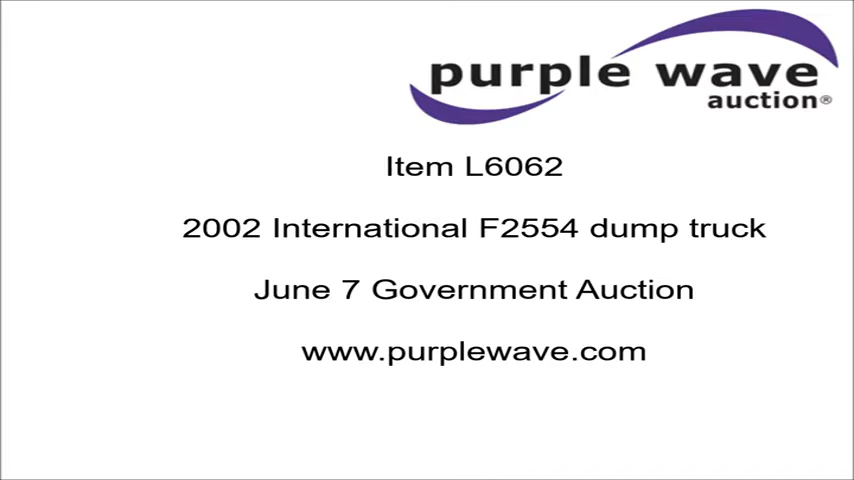 purple wave
auction®
Item L6062
2002 International F2554 dump truck
June 7 Government Auction
www.purplewave.com